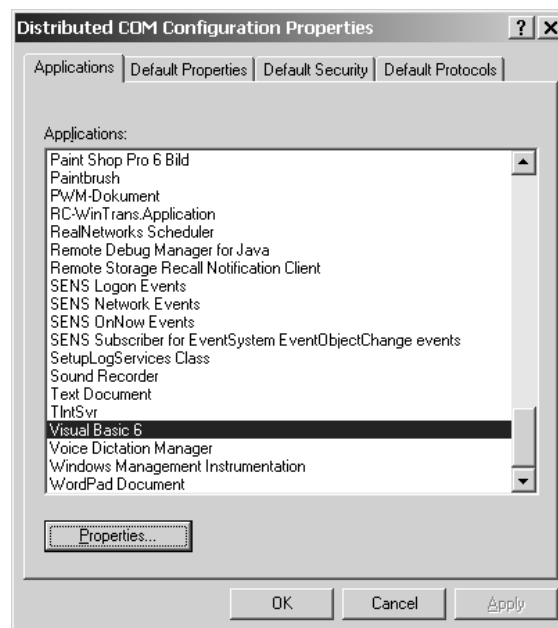 Distributed COM Configuration Properties
Applications Default Properties Default Security Default Protocols
Applications:
Paint Shop Pro 6 Bild
Paintbrush
PWM-Dokument
RC-WinTrans.Application
RealNetworks Scheduler
Remote Debug Manager for Java
Remote Storage Recall Notification Client
SENS Logon Events
SENS Network Events
SENS OnNow Events
SENS Subscriber for EventSystem EventObjectChange events
SetupLogServices Class
Sound Recorder
Text Document
TIntSvr
Visual Basic 6
Voice Dictation Manager
Windows Management Instrumentation
WordPad Document
Properties...
OK Cancel Apply